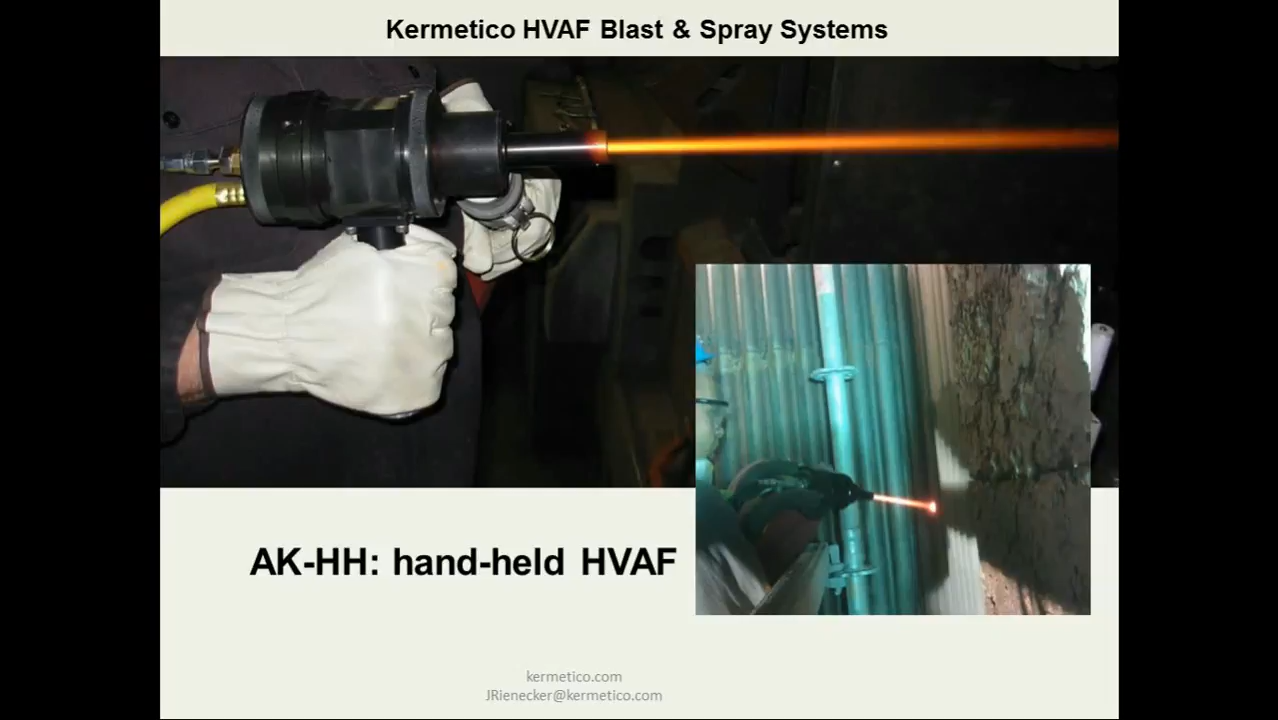 Kermetico HVAF Blast & Spray Systems
AK-HH: hand-held HVAF
kermetico.com
JRienecker@kermetico.com